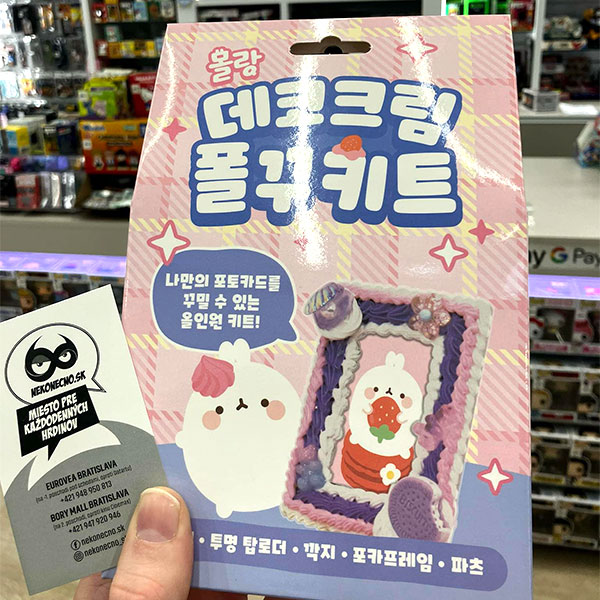 몰랑
데코크림
폴꾸키트
나만의 포토카드를
꾸밀 수 있는
올인원 키트!
· 투명 탑로더 · 깍지 · 포카프레임 · 파츠
Pay G Pay
NEKONECNO.SK
MIESTO PRE
KAŽDODENNÝCH
HRDINOV
EUROVEA BRATISLAVA
+421 948 950 813
BORY MALL BRATISLAVA
+421 947 920 946
nekonecno.sk
nekonecno_s